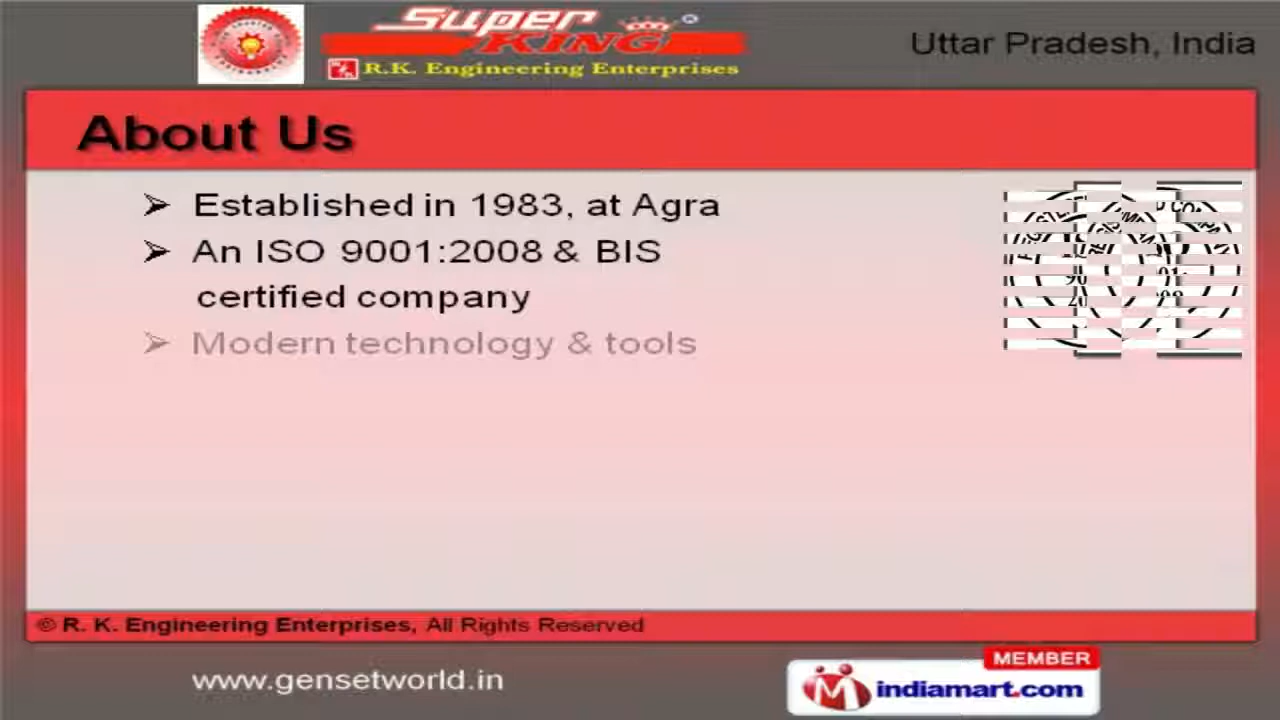 Super
KING
R.K. Engineering Enterprises
Uttar Pradesh, India
About Us
➢ Established in 1983, at Agra
➢ An ISO 9001:2008 & BIS
certified company
➢ Modern technology & tools
© R. K. Engineering Enterprises, All Rights Reserved
www.gensetworld.in
MEMBER
indiamart.com